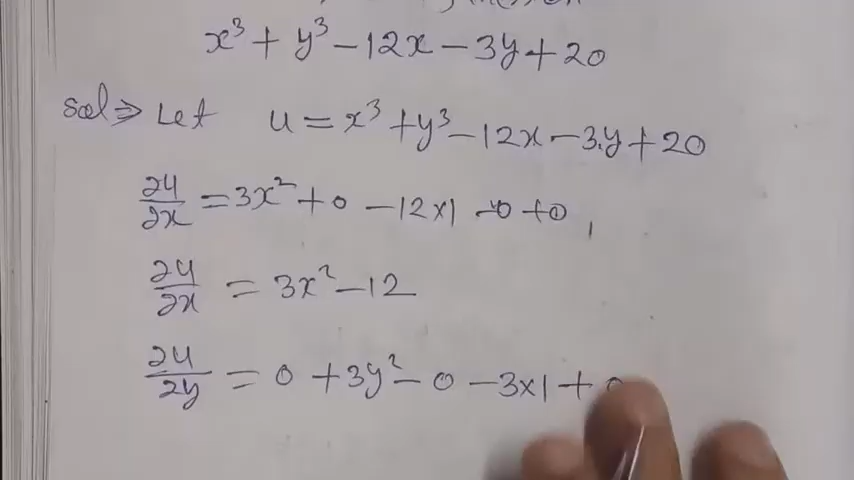 x³ + y³ - 12x - 3y + 20
Sol ⇒ Let u = x³ + y³ - 12x - 3y + 20
∂u/∂x = 3x² + 0 - 12×1 - 0 + 0,
∂u/∂x = 3x² - 12
∂u/∂y = 0 + 3y² - 0 - 3×1 +